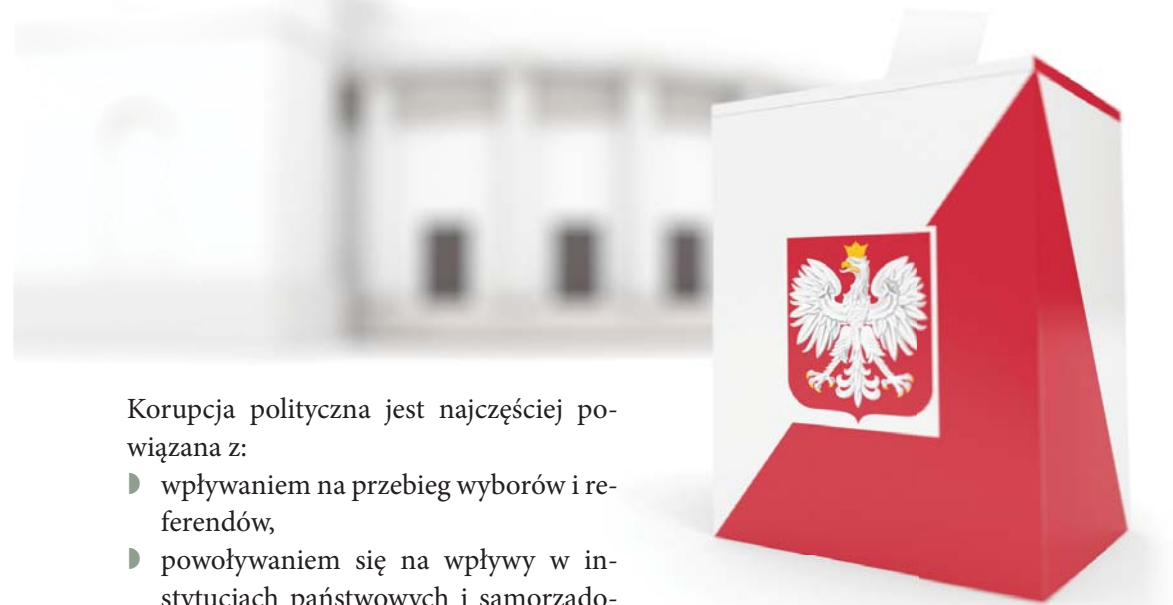 Korupcja polityczna jest najczęściej po-
wiązana z:
wpływaniem na przebieg wyborów i re-
ferendów,
powoływaniem się na wpływy w in-
stytucjach państwowych i samorządo-